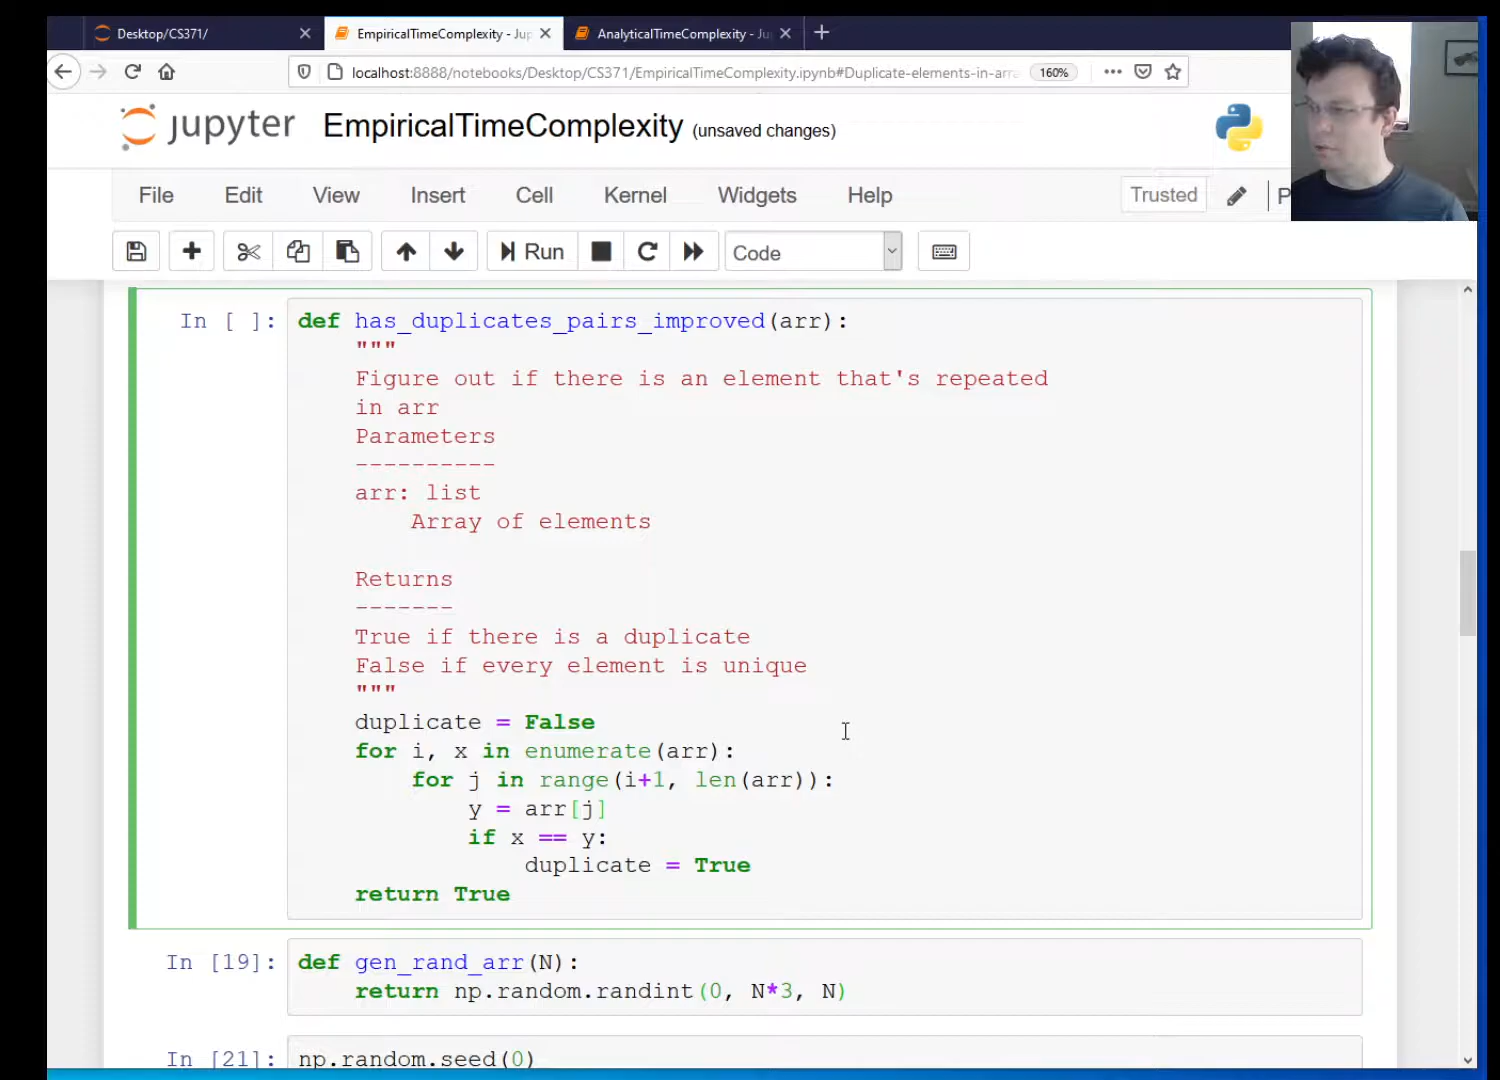 Desktop/CS371/
EmpiricalTimeComplexity - Jup
AnalyticalTimeComplexity - Ju
localhost:8888/notebooks/Desktop/CS371/EmpiricalTimeComplexity.ipynb#Duplicate-elements-in-arr
160%
jupyter EmpiricalTimeComplexity (unsaved changes)
File Edit View Insert Cell Kernel Widgets Help Trusted P
Run Code
In [ ]: def has_duplicates_pairs_improved(arr):
"""
Figure out if there is an element that's repeated
in arr
Parameters
----------
arr: list
Array of elements
Returns
-------
True if there is a duplicate
False if every element is unique
"""
duplicate = False
for i, x in enumerate(arr):
for j in range(i+1, len(arr)):
y = arr[j]
if x == y:
duplicate = True
return True
In [19]: def gen_rand_arr(N):
return np.random.randint(0, N*3, N)
In [21]: np.random.seed(0)